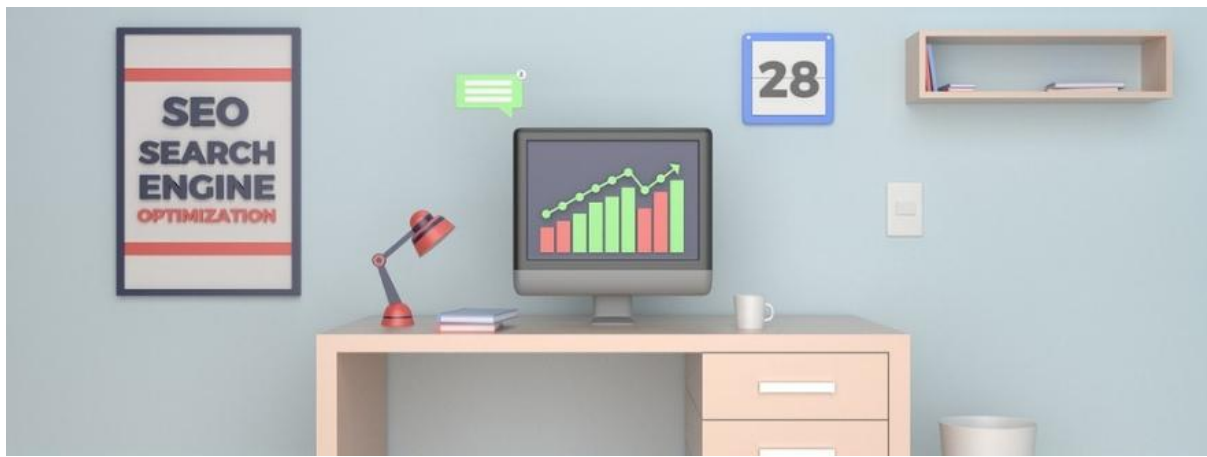 SEO
SEARCH
ENGINE
OPTIMIZATION
28